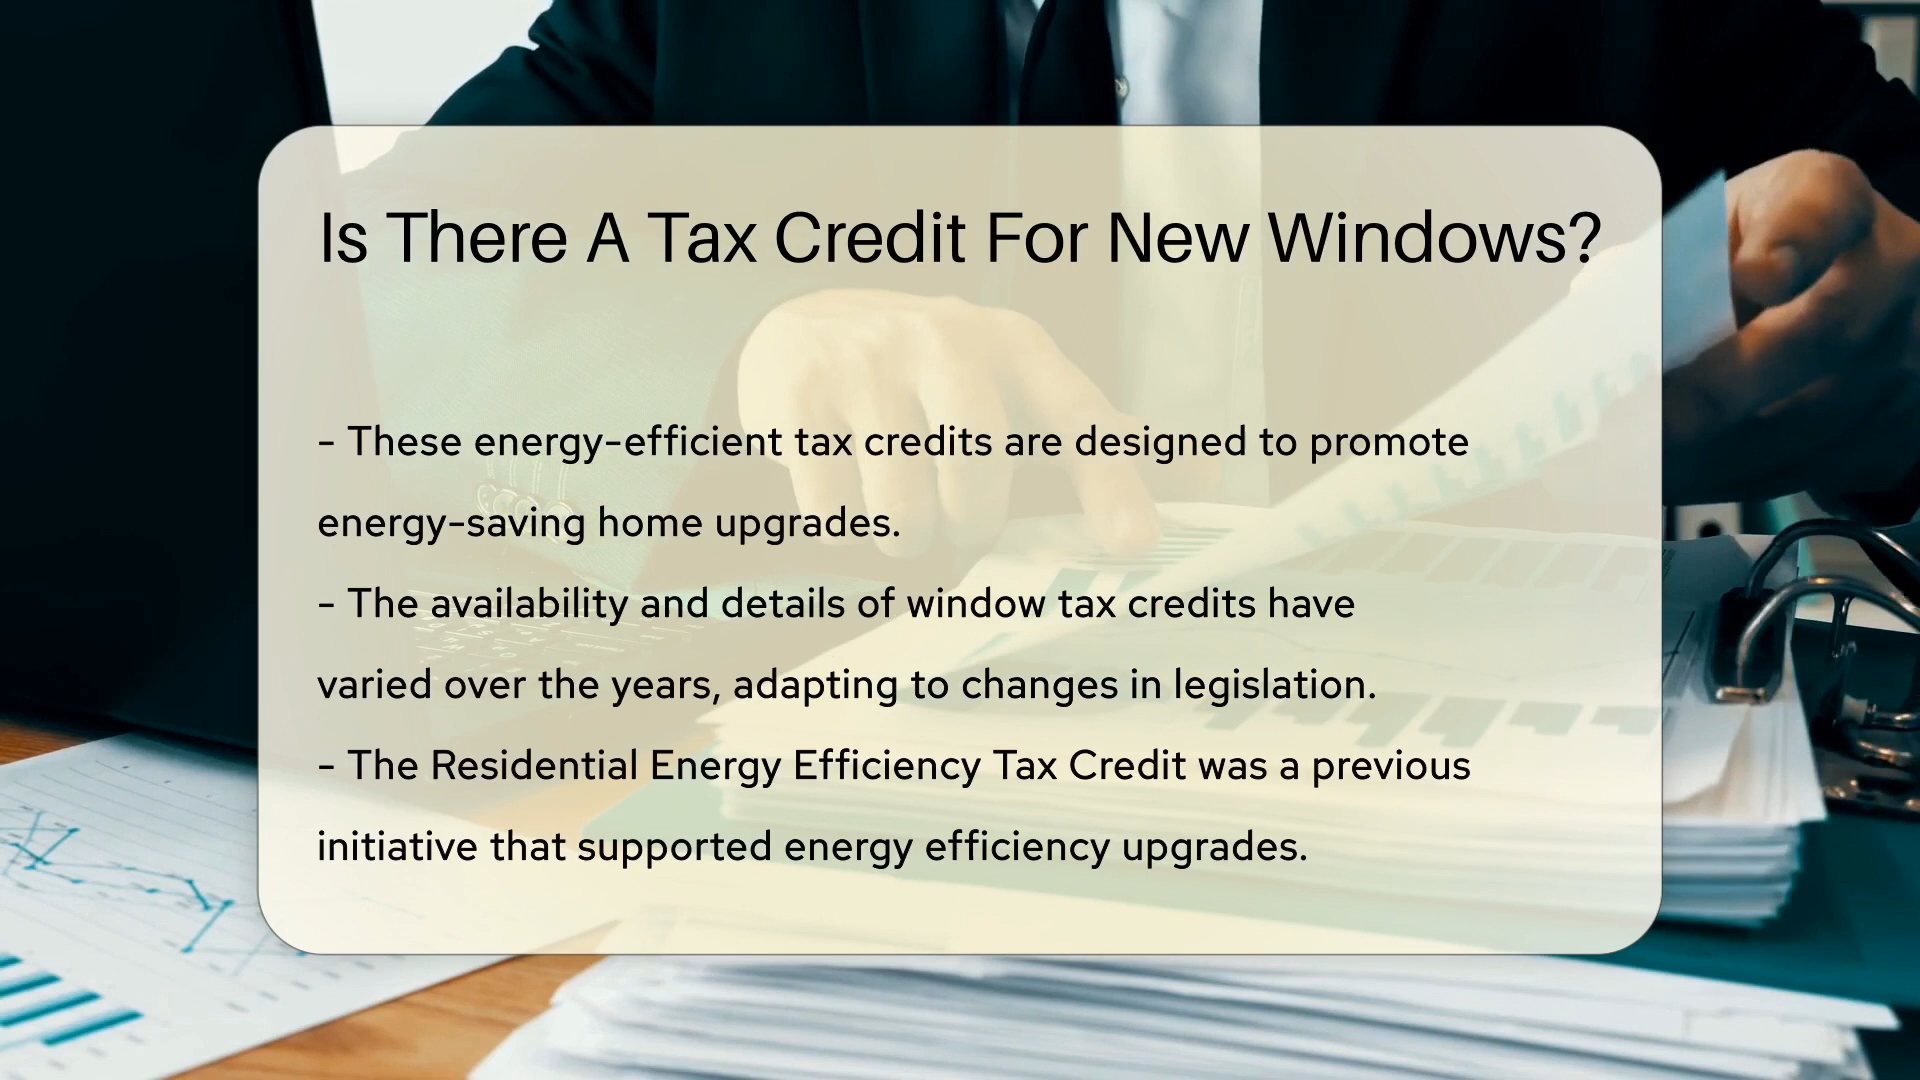 Is There A Tax Credit For New Windows?
- These energy-efficient tax credits are designed to promote
energy-saving home upgrades.
- The availability and details of window tax credits have
varied over the years, adapting to changes in legislation.
- The Residential Energy Efficiency Tax Credit was a previous
initiative that supported energy efficiency upgrades.